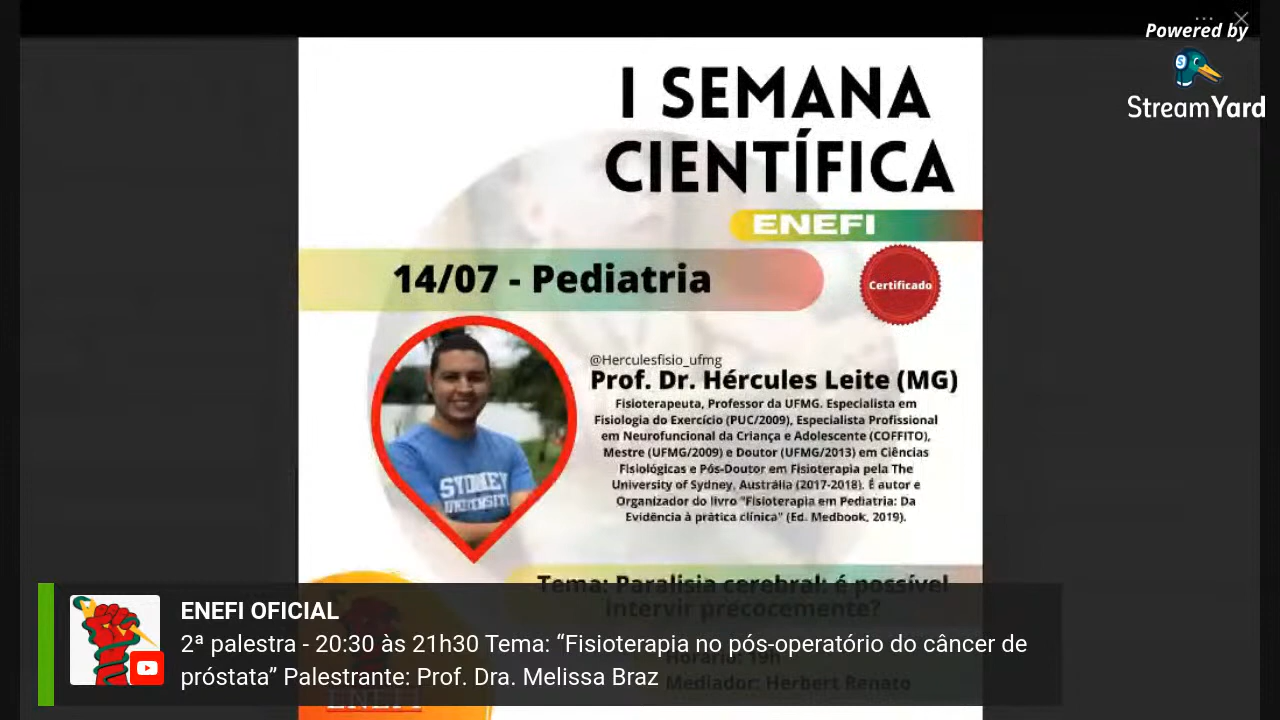 Powered by
StreamYard
I SEMANA
CIENTÍFICA
ENEFI
14/07 - Pediatria
Certificado
@Herculesfisio_ufmg
Prof. Dr. Hércules Leite (MG)
Fisioterapeuta, Professor da UFMG. Especialista em
Fisiologia do Exercício (PUC/2009), Especialista Profissional
em Neurofuncional da Criança e Adolescente (COFFITO),
Mestre (UFMG/2009) e Doutor (UFMG/2013) em Ciências
Fisiológicas e Pós-Doutor em Fisioterapia pela The
University of Sydney, Austrália (2017-2018). É autor e
Organizador do livro "Fisioterapia em Pediatria: Da
Evidência à prática clínica" (Ed. Medbook, 2019).
SYDNEY
UNIVERSITY
Tema: Paralisia cerebral: é possível
intervir precocemente?
Horário: 19h
Mediador: Herbert Renato
ENEFI
ENEFI OFICIAL
2ª palestra - 20:30 às 21h30 Tema: “Fisioterapia no pós-operatório do câncer de
próstata” Palestrante: Prof. Dra. Melissa Braz